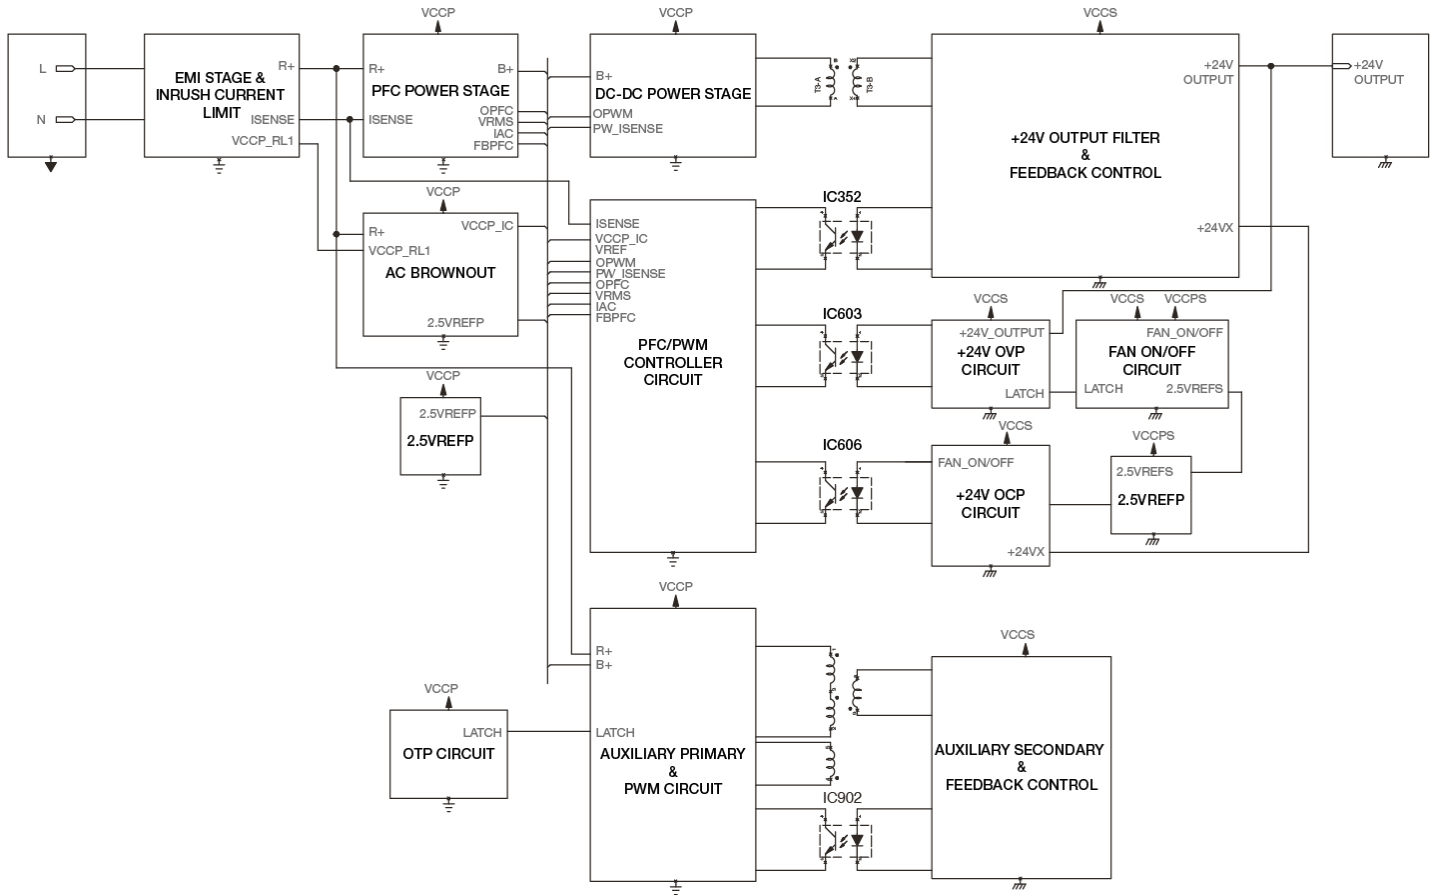 L
N
EMI STAGE &
INRUSH CURRENT
LIMIT
R+
ISENSE
VCCP_RL1
VCCP
R+
ISENSE
PFC POWER STAGE
B+
OPFC
VRMS
IAC
FBPFC
VCCP
B+
DC-DC POWER STAGE
OPWM
PW_ISENSE
T3-A
T3-B
VCCS
+24V
OUTPUT
+24V OUTPUT FILTER
&
FEEDBACK CONTROL
+24VX
+24V
OUTPUT
VCCP
R+
VCCP_RL1
VCCP_IC
AC BROWNOUT
2.5VREFP
VCCP
2.5VREFP
2.5VREFP
ISENSE
VCCP_IC
VREF
OPWM
PW_ISENSE
OPFC
VRMS
IAC
FBPFC
PFC/PWM
CONTROLLER
CIRCUIT
IC352
IC603
IC606
VCCS
+24V_OUTPUT
+24V OVP
CIRCUIT
LATCH
VCCS
VCCPS
FAN_ON/OFF
FAN ON/OFF
CIRCUIT
LATCH
2.5VREFS
VCCS
FAN_ON/OFF
+24V OCP
CIRCUIT
+24VX
VCCPS
2.5VREFS
2.5VREFP
VCCP
R+
B+
LATCH
AUXILIARY PRIMARY
&
PWM CIRCUIT
VCCP
LATCH
OTP CIRCUIT
IC902
VCCS
AUXILIARY SECONDARY
&
FEEDBACK CONTROL